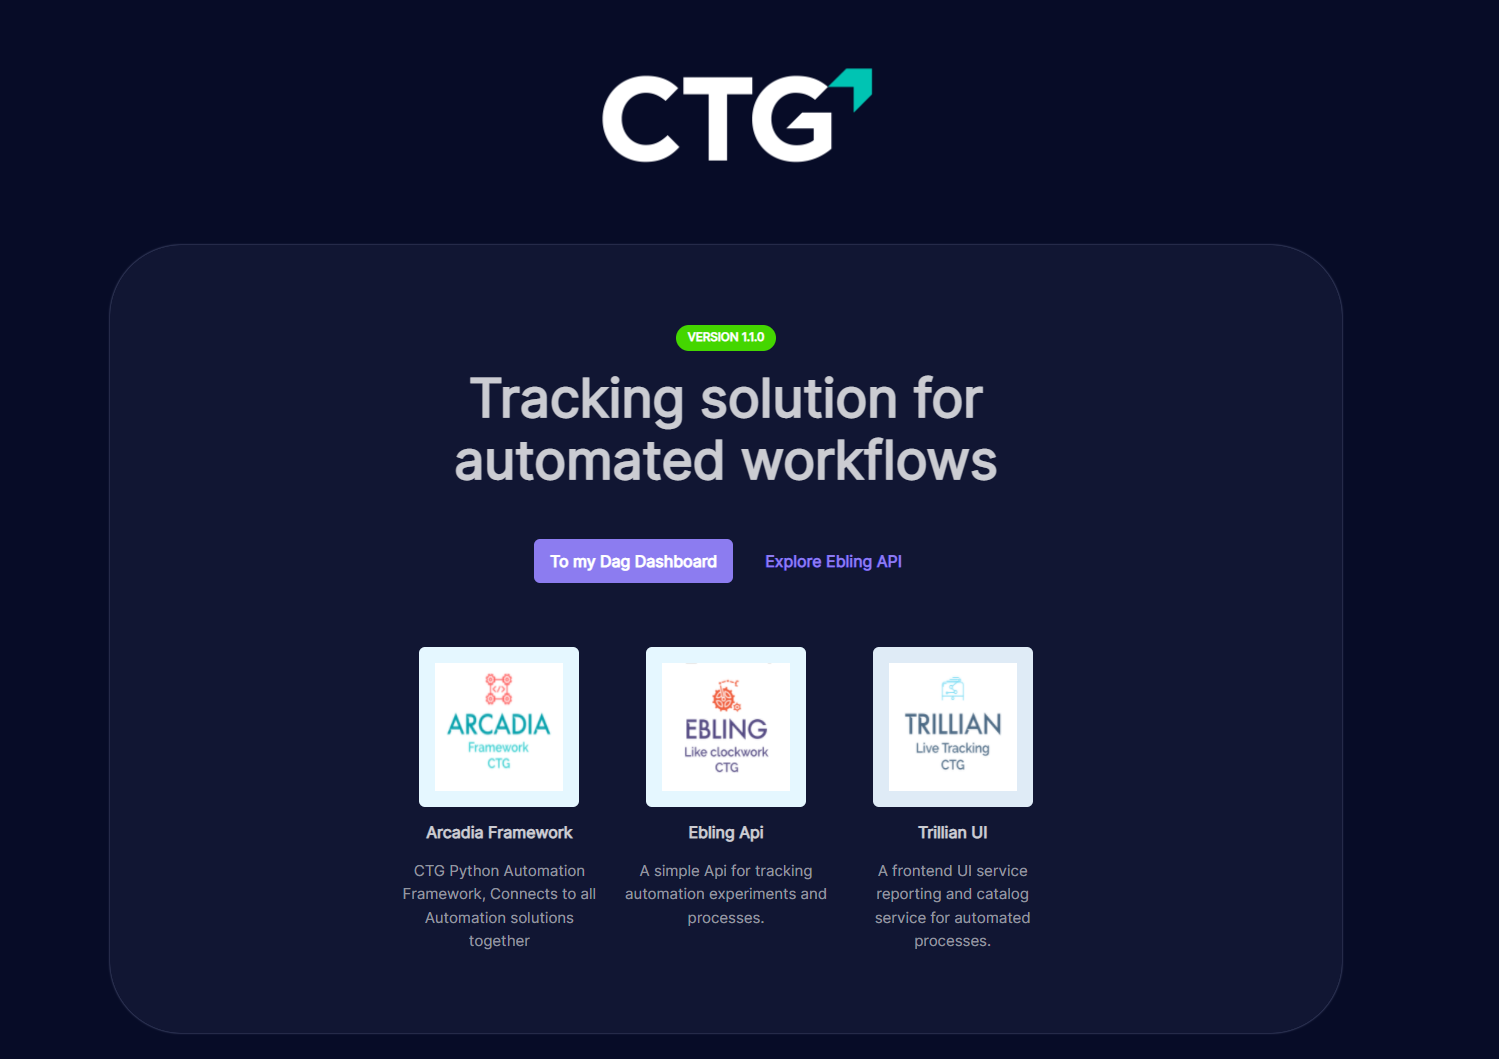 CTG
VERSION 1.1.0
Tracking solution for
automated workflows
To my Dag Dashboard
Explore Ebling API
ARCADIA
Framework
CTG
EBLING
Like clockwork
CTG
TRILLIAN
Live Tracking
CTG
Arcadia Framework
CTG Python Automation
Framework, Connects to all
Automation solutions
together
Ebling Api
A simple Api for tracking
automation experiments and
processes.
Trillian UI
A frontend UI service
reporting and catalog
service for automated
processes.